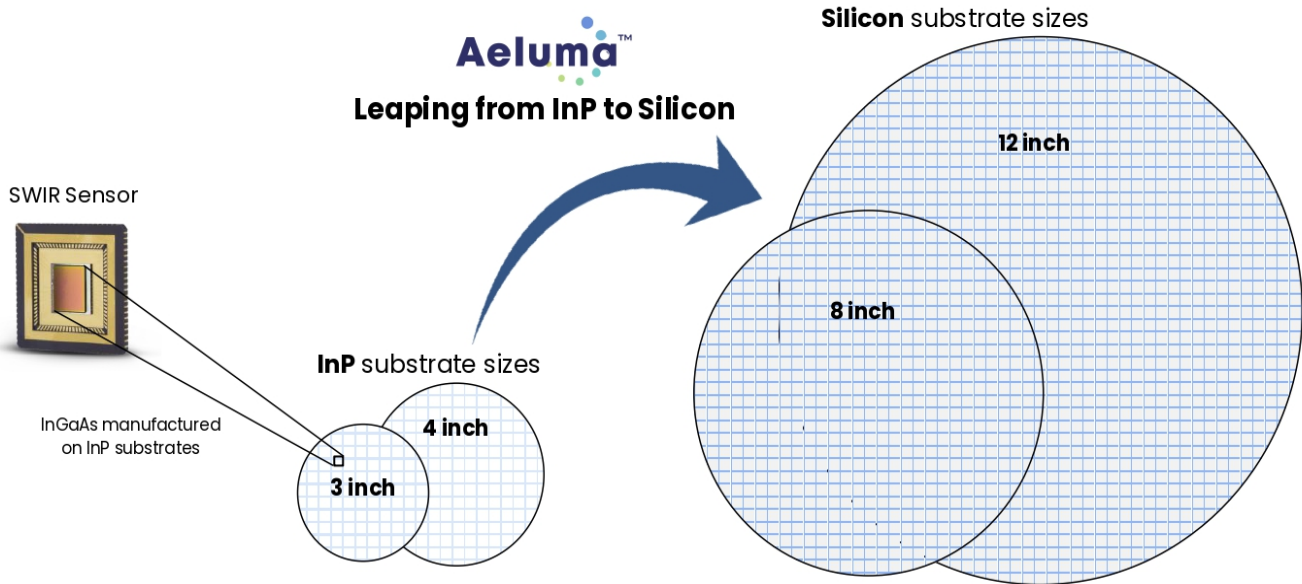 Silicon substrate sizes
Aeluma™
Leaping from InP to Silicon
12 inch
SWIR Sensor
8 inch
InP substrate sizes
InGaAs manufactured
on InP substrates
4 inch
3 inch